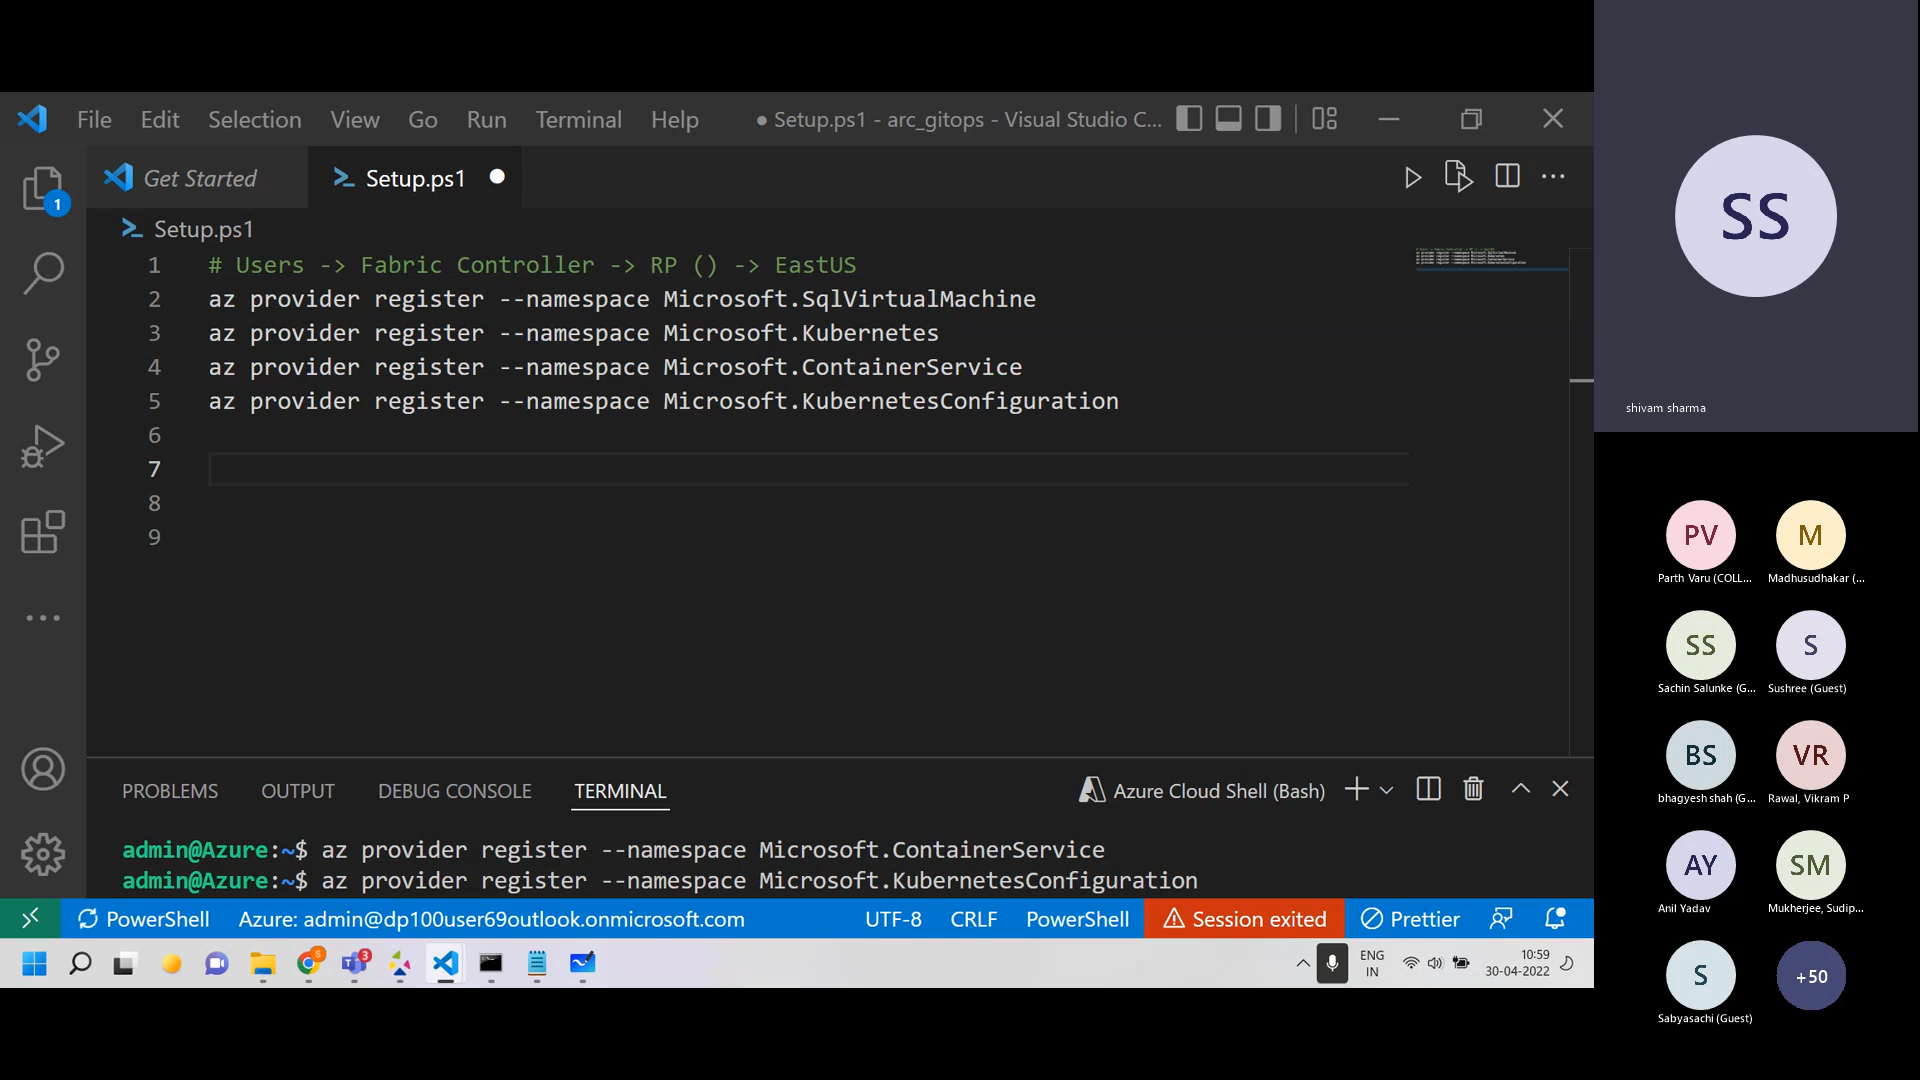 File Edit Selection View Go Run Terminal Help ● Setup.ps1 - arc_gitops - Visual Studio C...
Get Started Setup.ps1
1
Setup.ps1
1 # Users -> Fabric Controller -> RP () -> EastUS
2 az provider register --namespace Microsoft.SqlVirtualMachine
3 az provider register --namespace Microsoft.Kubernetes
4 az provider register --namespace Microsoft.ContainerService
5 az provider register --namespace Microsoft.KubernetesConfiguration
6
7
8
9
PROBLEMS OUTPUT DEBUG CONSOLE TERMINAL Azure Cloud Shell (Bash)
admin@Azure:~$ az provider register --namespace Microsoft.ContainerService
admin@Azure:~$ az provider register --namespace Microsoft.KubernetesConfiguration
PowerShell Azure: admin@dp100user69outlook.onmicrosoft.com UTF-8 CRLF PowerShell Session exited Prettier
S 3 ENG
IN
10:59
30-04-2022
SS
shivam sharma
PV M
Parth Varu (COLL... Madhusudhakar (...
SS S
Sachin Salunke (G... Sushree (Guest)
BS VR
bhagyesh shah (G... Rawal, Vikram P
AY SM
Anil Yadav Mukherjee, Sudip...
S +50
Sabyasachi (Guest)